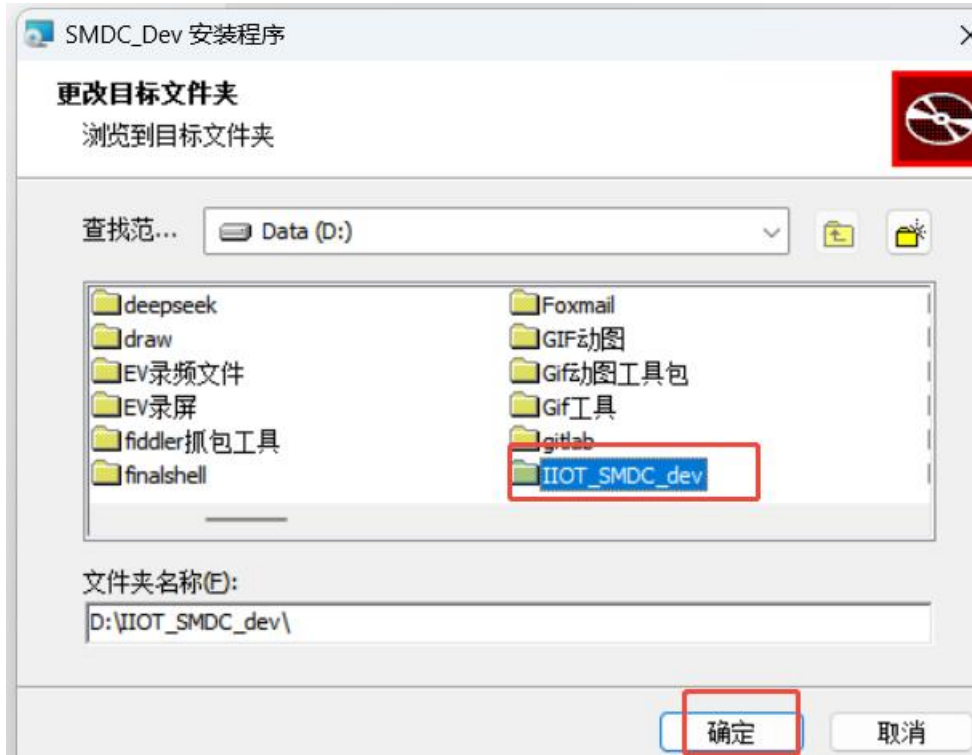 SMDC_Dev 安装程序
更改目标文件夹
浏览到目标文件夹
查找范... Data (D:)
deepseek
draw
EV录频文件
EV录屏
fiddler抓包工具
finalshell
Foxmail
GIF动图
Gif动图工具包
Gif工具
gitlab
IIOT_SMDC_dev
文件夹名称(F):
D:\IIOT_SMDC_dev\
确定 取消